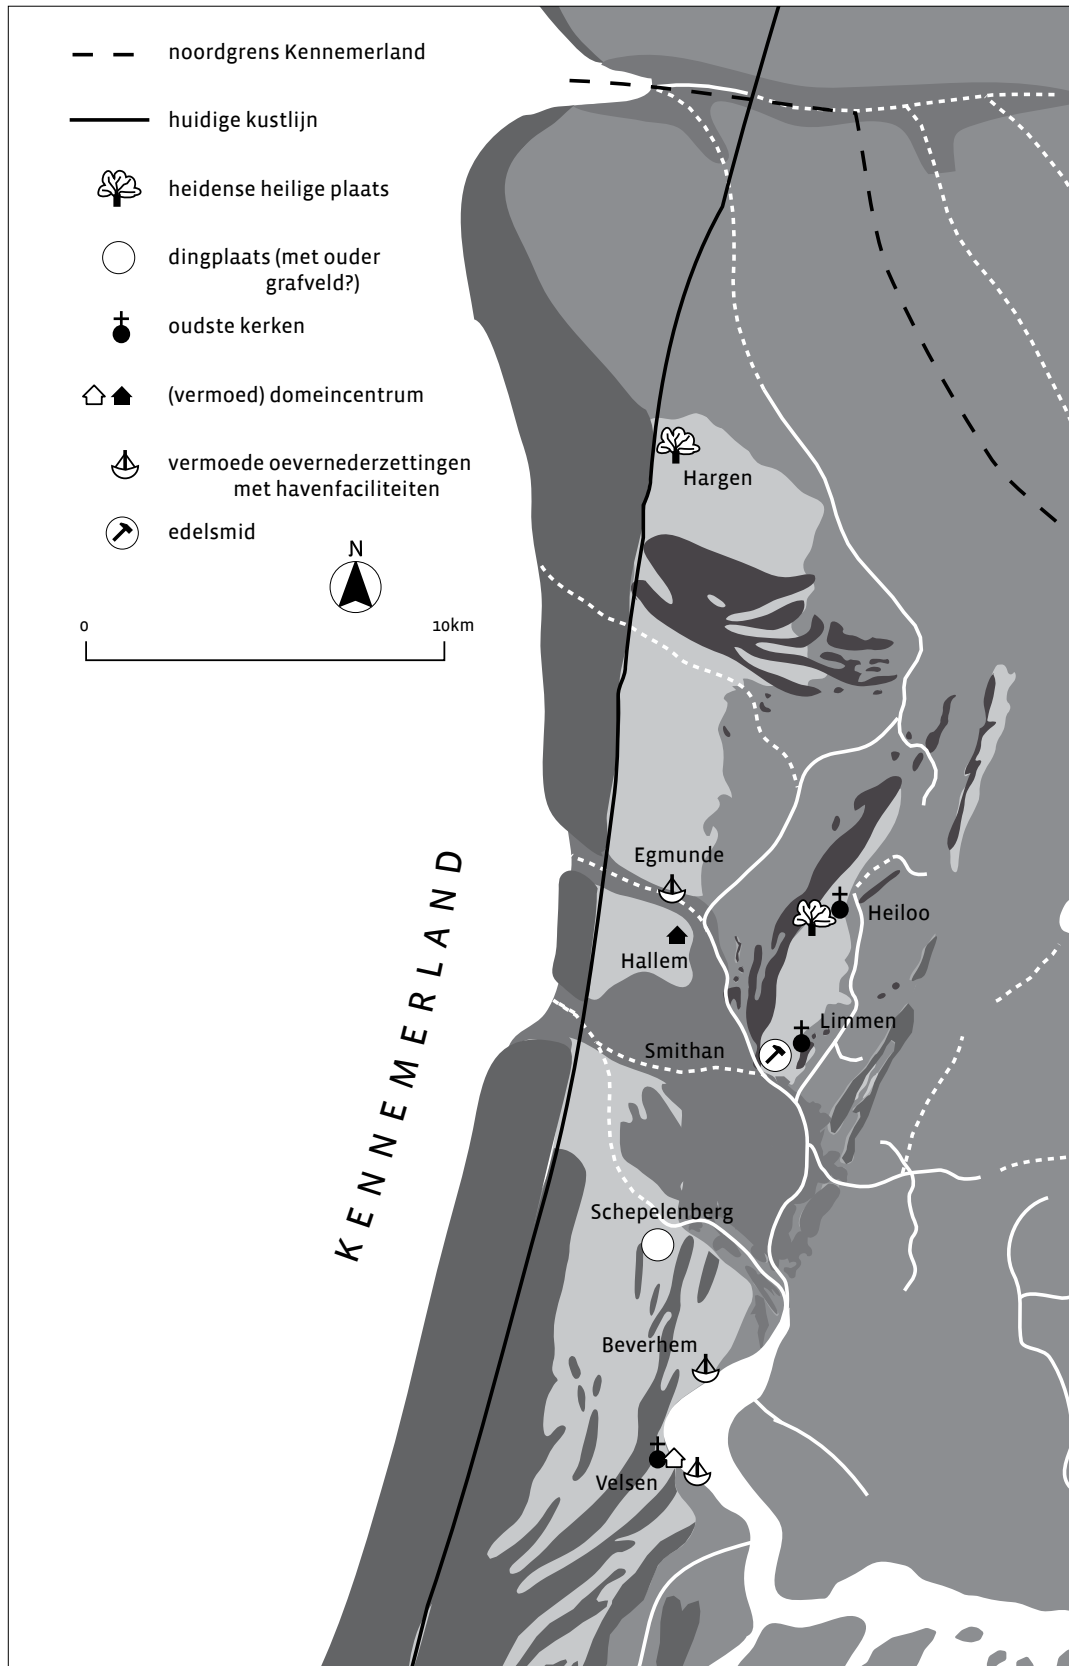 noordgrens Kennemerland
huidige kustlijn
heidense heilige plaats
dingplaats (met ouder
grafveld?)
oudste kerken
(vermoed) domeincentrum
vermoede oevernederzettingen
met havenfaciliteiten
edelsmid
N
0 10km
Hargen
Egmunde
Heiloo
Hallem
Limmen
Smithan
KENNEMERLAND
Schepelenberg
Beverhem
Velsen